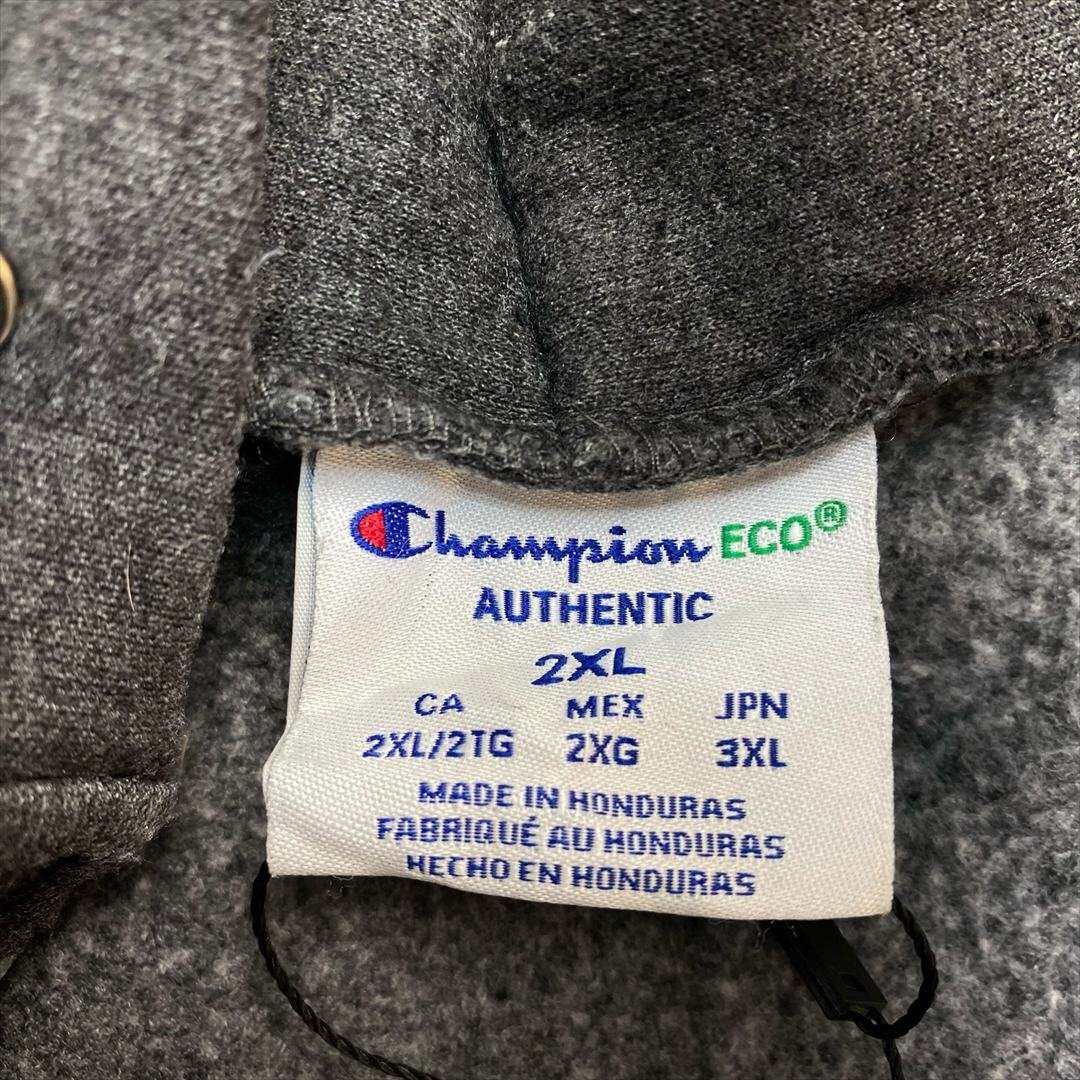 Champion ECO®
AUTHENTIC
2XL
CA MEX JPN
2XL/2TG 2XG 3XL
MADE IN HONDURAS
FABRIQUÉ AU HONDURAS
HECHO EN HONDURAS